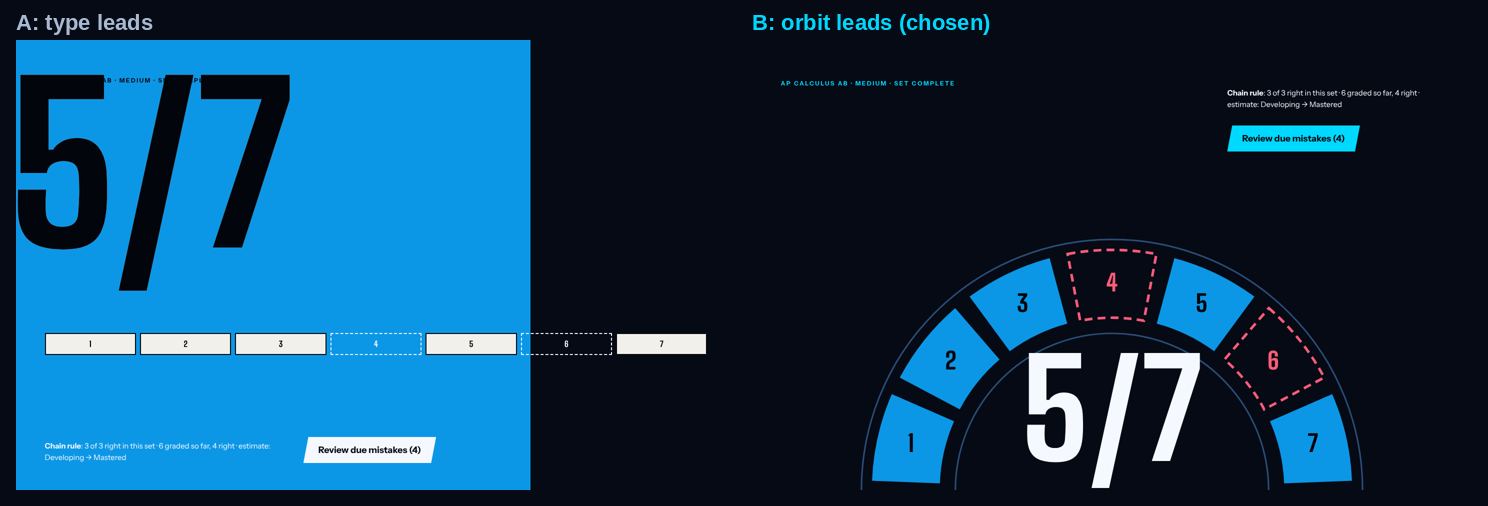 A: type leads
AB · MEDIUM · S
5/7
1 2 3 4 5 6 7
Chain rule: 3 of 3 right in this set · 6 graded so far, 4 right · estimate:
Developing → Mastered
Review due mistakes (4)
B: orbit leads (chosen)
AP CALCULUS AB · MEDIUM · SET COMPLETE
Chain rule: 3 of 3 right in this set · 6 graded so far, 4 right ·
estimate: Developing → Mastered
Review due mistakes (4)
1 2 3 4 5 6 7
5/7